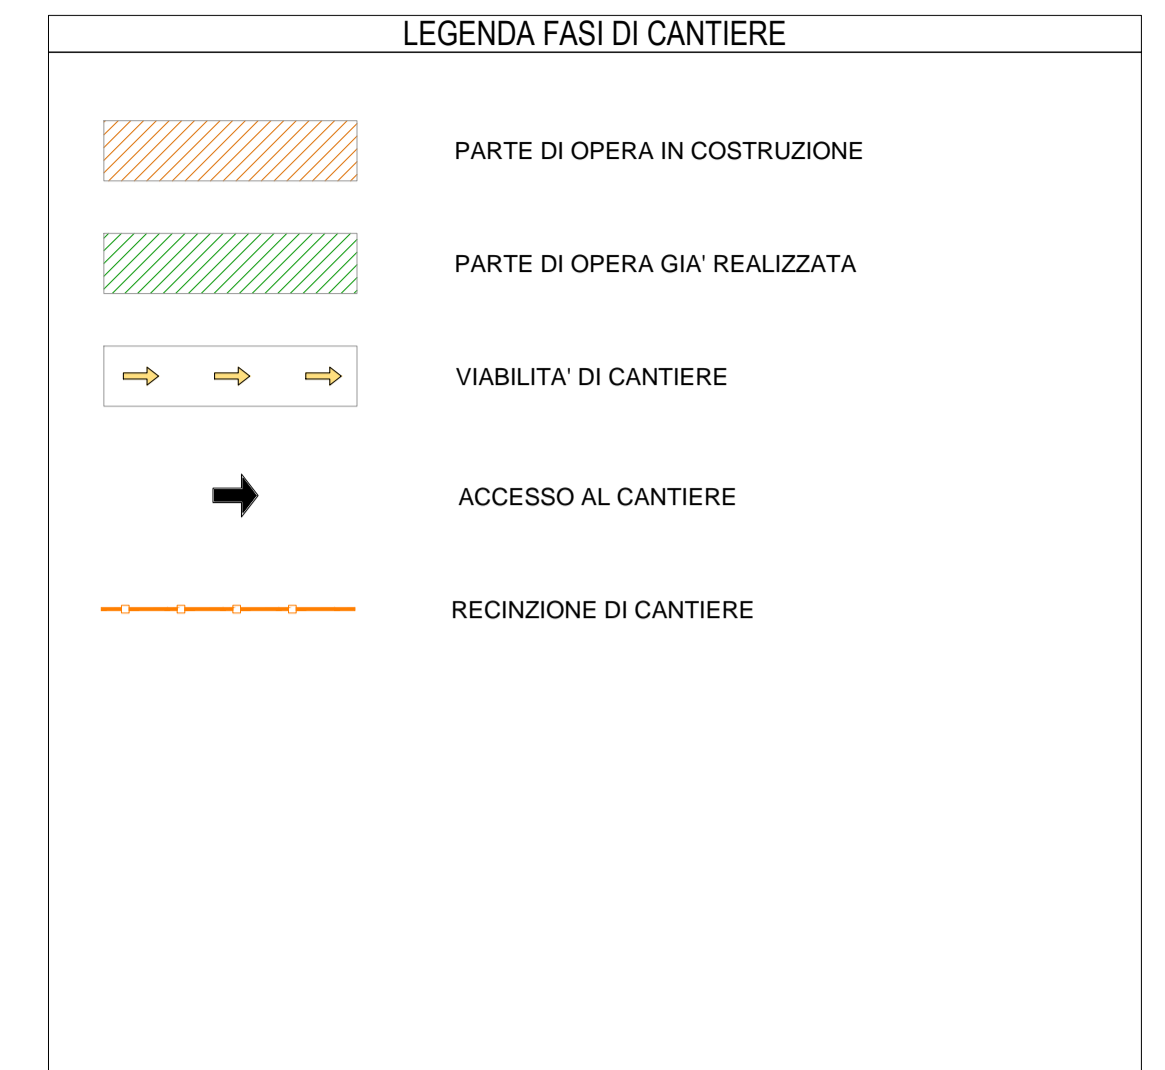 LEGENDA FASI DI CANTIERE
PARTE DI OPERA IN COSTRUZIONE
PARTE DI OPERA GIA' REALIZZATA
VIABILITA' DI CANTIERE
ACCESSO AL CANTIERE
RECINZIONE DI CANTIERE